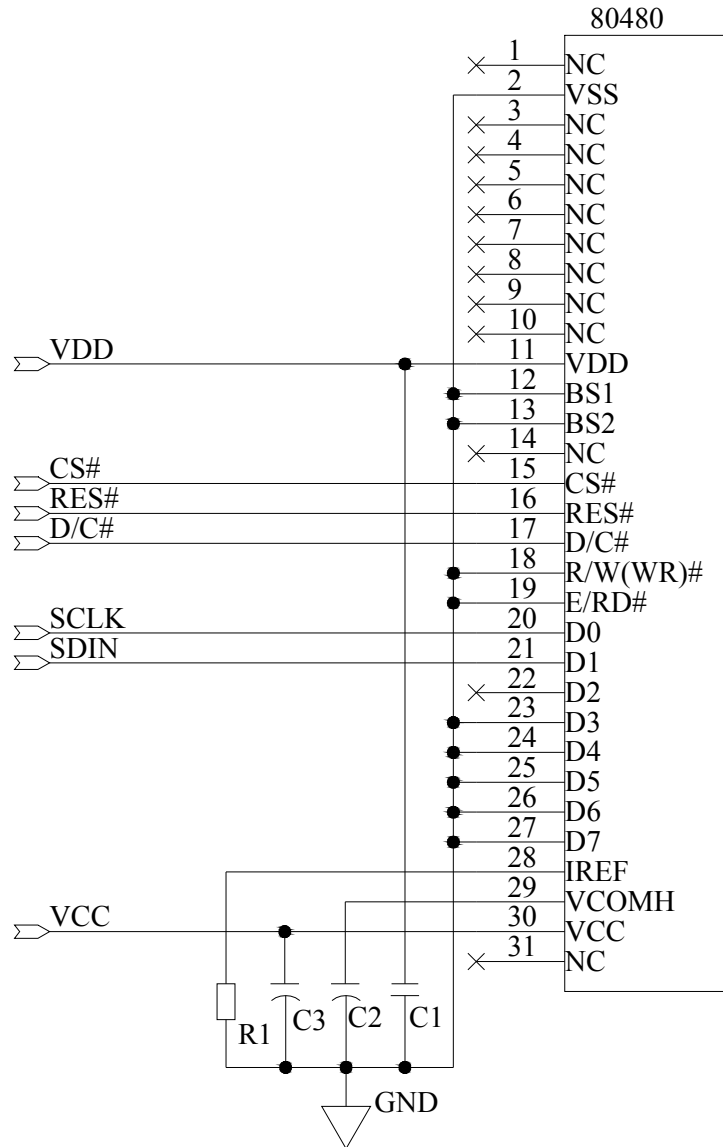 80480
1 NC
2 VSS
3 NC
4 NC
5 NC
6 NC
7 NC
8 NC
9 NC
10 NC
VDD 11 VDD
12 BS1
13 BS2
14 NC
CS# 15 CS#
RES# 16 RES#
D/C# 17 D/C#
18 R/W(WR)#
19 E/RD#
SCLK 20 D0
SDIN 21 D1
22 D2
23 D3
24 D4
25 D5
26 D6
27 D7
28 IREF
29 VCOMH
VCC 30 VCC
31 NC
R1 C3 C2 C1
GND